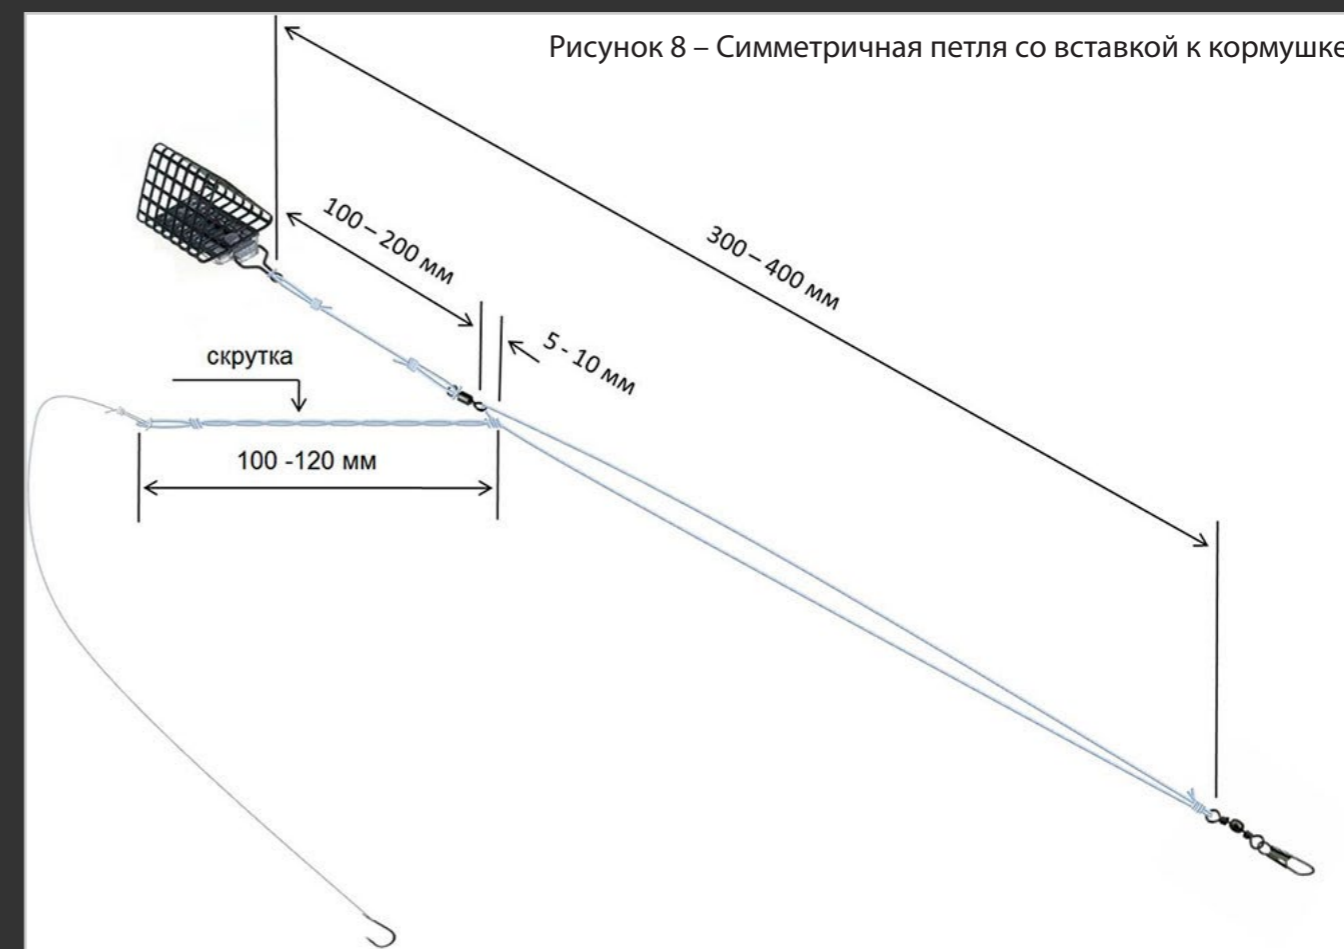 Рисунок 8 – Симметричная петля со вставкой к кормушке
100 – 200 мм
300 – 400 мм
5 - 10 мм
скрутка
100 -120 мм